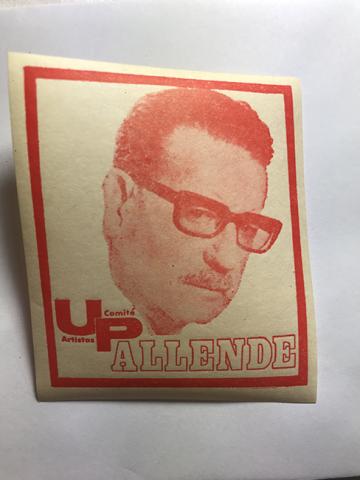 UP Comité
Artistas
ALLENDE